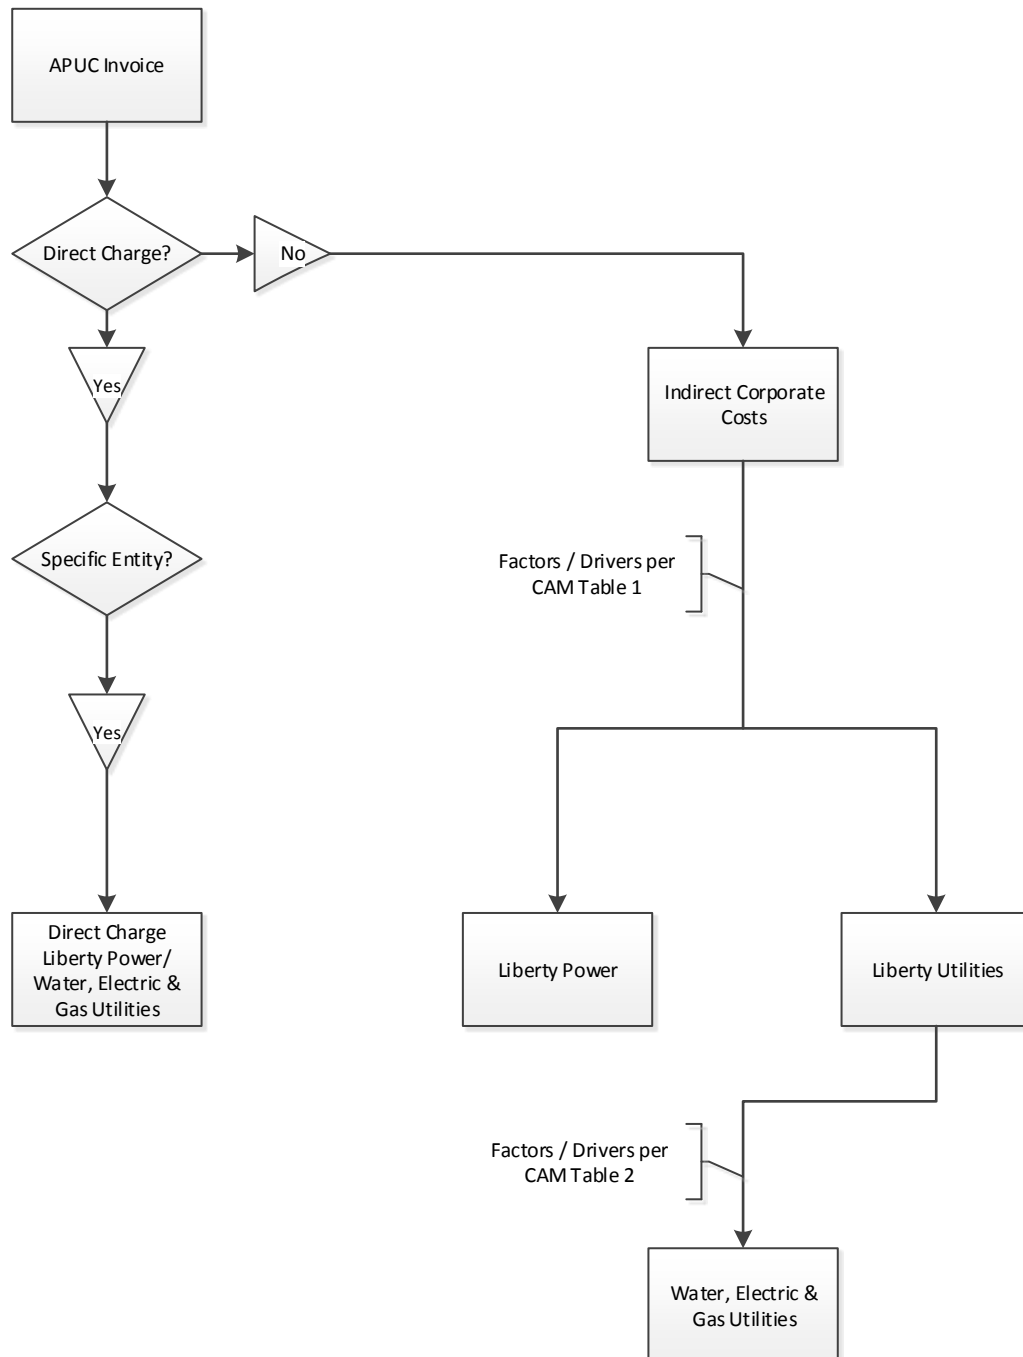 APUC Invoice
Direct Charge?
No
Yes
Indirect Corporate
Costs
Specific Entity?
Factors / Drivers per
CAM Table 1
Yes
Direct Charge
Liberty Power/
Water, Electric &
Gas Utilities
Liberty Power
Liberty Utilities
Factors / Drivers per
CAM Table 2
Water, Electric &
Gas Utilities